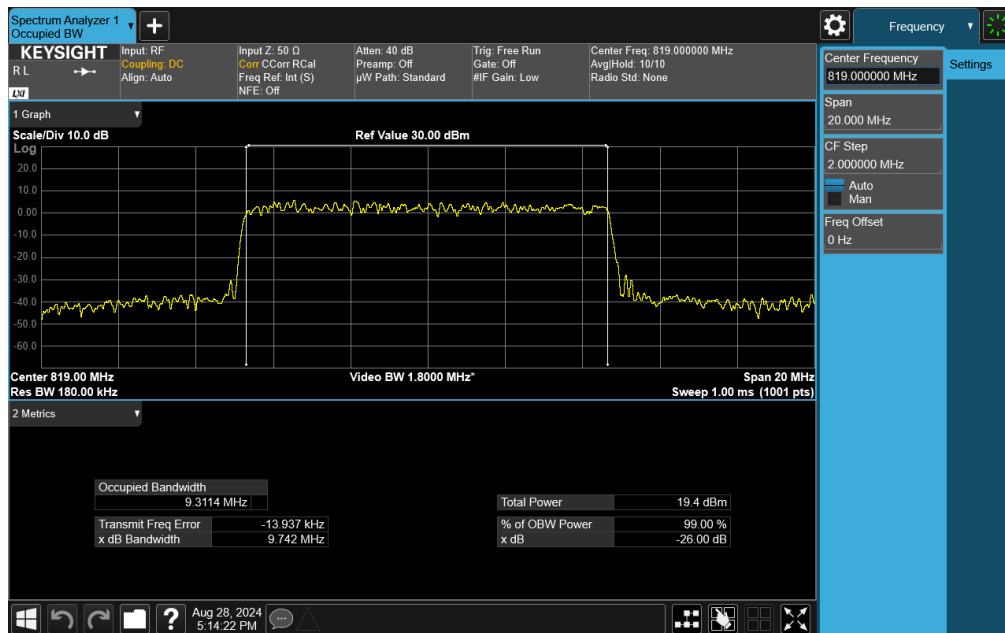 Spectrum Analyzer 1
Occupied BW
Frequency
KEYSIGHT
R L
LXI
Input: RF
Coupling: DC
Align: Auto
Input Z: 50 Ω
Corr CCorr RCal
Freq Ref: Int (S)
NFE: Off
Atten: 40 dB
Preamp: Off
µW Path: Standard
Trig: Free Run
Gate: Off
#IF Gain: Low
Center Freq: 819.000000 MHz
Avg|Hold: 10/10
Radio Std: None
Center Frequency
819.000000 MHz
Settings
Span
20.000 MHz
CF Step
2.000000 MHz
Auto
Man
Freq Offset
0 Hz
1 Graph
Scale/Div 10.0 dB
Ref Value 30.00 dBm
Log
20.0
10.0
0.00
-10.0
-20.0
-30.0
-40.0
-50.0
-60.0
Center 819.00 MHz
Video BW 1.8000 MHz*
Span 20 MHz
Res BW 180.00 kHz
Sweep 1.00 ms (1001 pts)
2 Metrics
Occupied Bandwidth
9.3114 MHz
Total Power 19.4 dBm
Transmit Freq Error -13.937 kHz
% of OBW Power 99.00 %
x dB Bandwidth 9.742 MHz
x dB -26.00 dB
?
Aug 28, 2024
5:14:22 PM